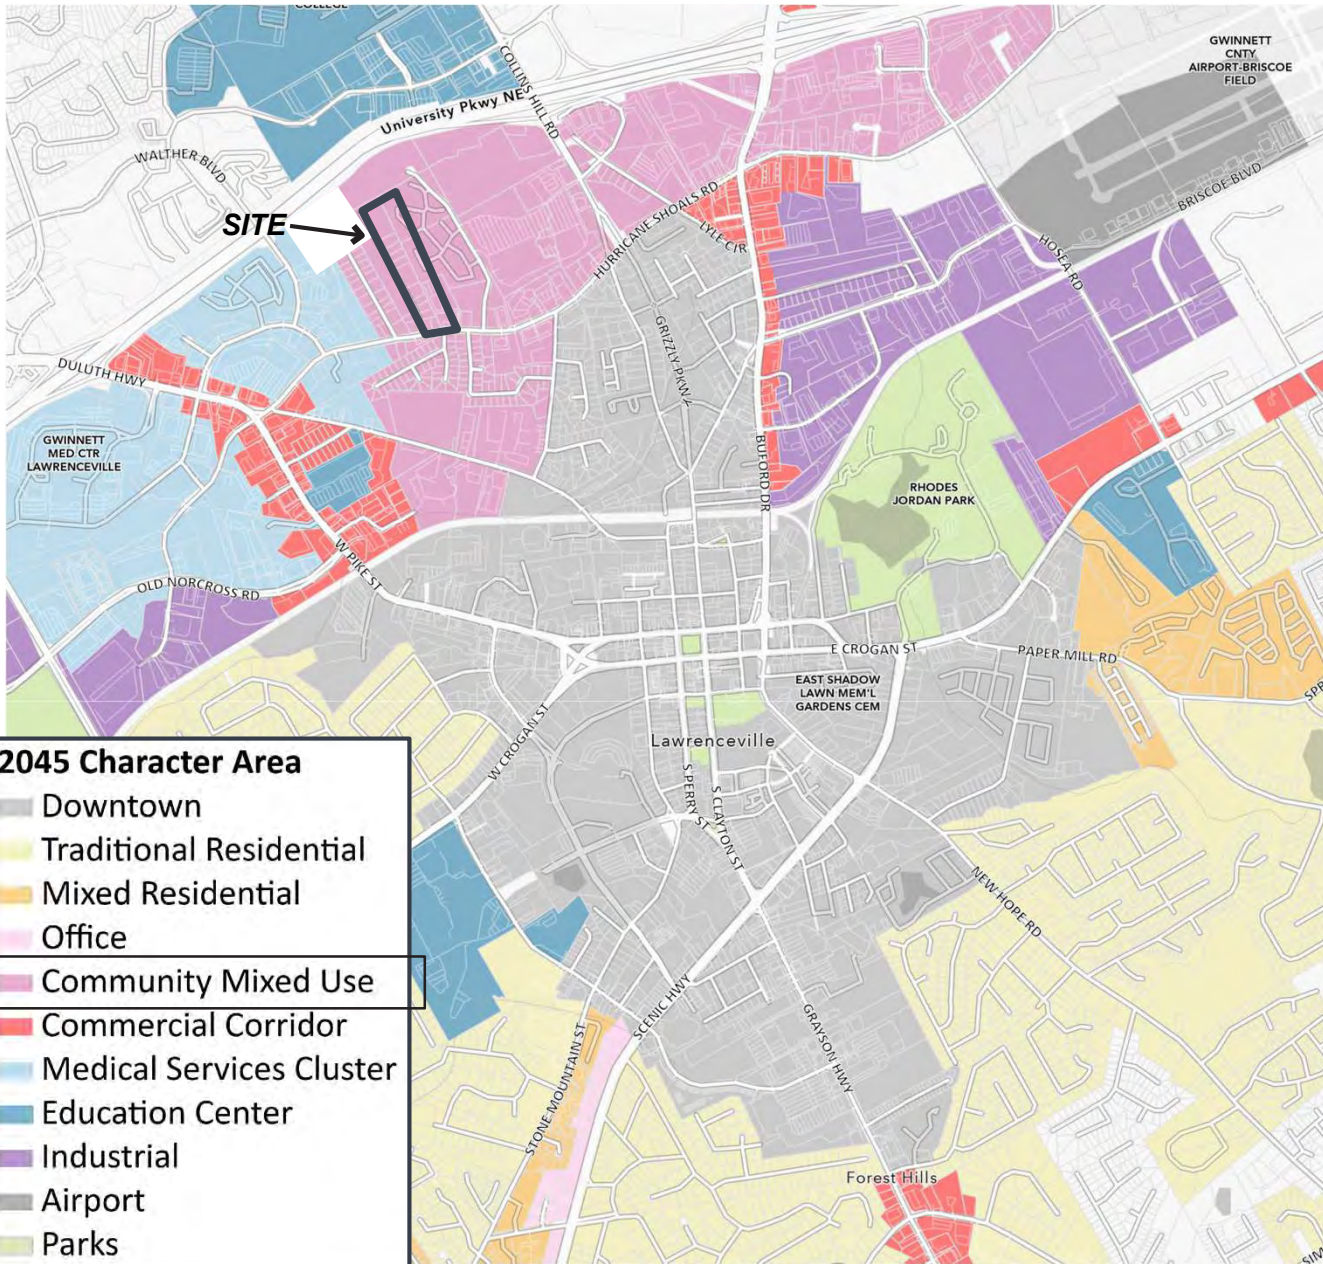 COLLEGE
GWINNETT
CNTY
AIRPORT-BRISCOE
FIELD
COLLINS HILL RD
University Pkwy NE
WALTHER BLVD
BRISCOE BLVD
SITE
HURRICANE SHOALS RD
LYLE CIR
HOSEA RD
GRIZZLY PKWY
DULUTH HWY
GWINNETT
MED CTR
LAWRENCEVILLE
BUFORD DR
RHODES
JORDAN PARK
W PIKE ST
OLD NORCROSS RD
E CROGAN ST
PAPER MILL RD
EAST SHADOW
LAWN MEM'L
GARDENS CEM
SPR
W CROGAN ST
Lawrenceville
S PERRY ST
S CLAYTON ST
2045 Character Area
Downtown
Traditional Residential
Mixed Residential
Office
Community Mixed Use
Commercial Corridor
Medical Services Cluster
Education Center
Industrial
Airport
Parks
NEW HOPE RD
SCENIC HWY
GRAYSON HWY
STONE MOUNTAIN ST
Forest Hills
SIM